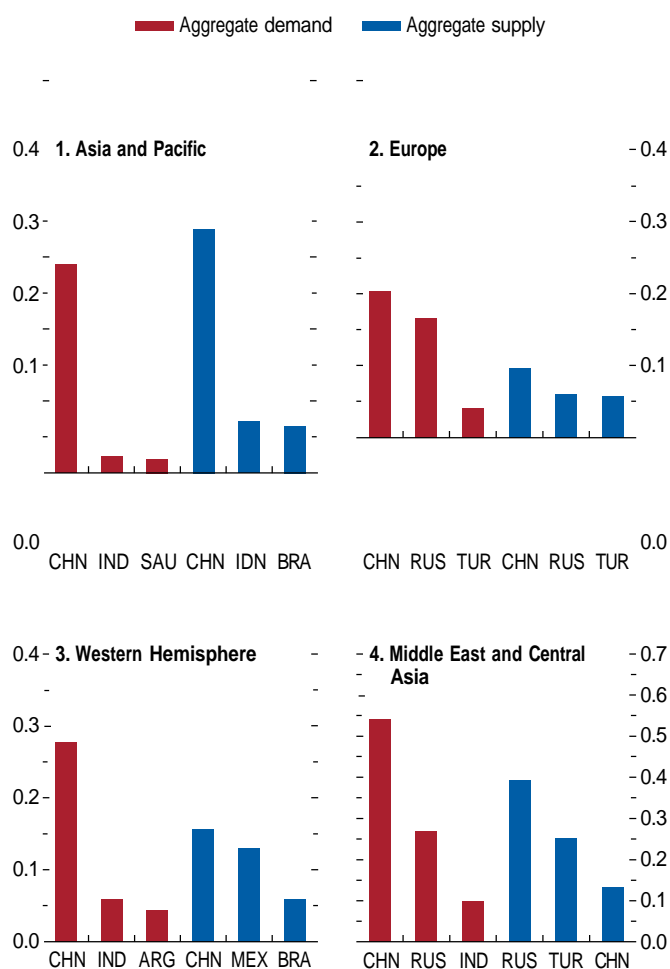 Aggregate demand Aggregate supply
0.4 1. Asia and Pacific 2. Europe 0.4
0.3 0.3
0.2 0.2
0.1 0.1
0.0 0.0
CHN IND SAU CHN IDN BRA CHN RUS TUR CHN RUS TUR
0.4 3. Western Hemisphere 4. Middle East and Central 0.7
Asia 0.6
0.3 0.5
0.2 0.4
0.3
0.1 0.2
0.1
0.0 0.0
CHN IND ARG CHN MEX BRA CHN RUS IND RUS TUR CHN